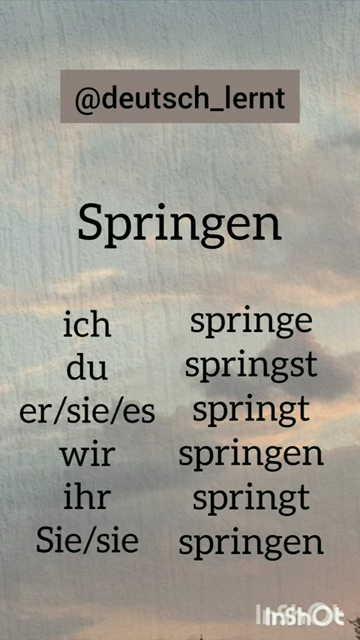 @deutsch_lernt
Springen
ich springe
du springst
er/sie/es springt
wir springen
ihr springt
Sie/sie springen
InShOt